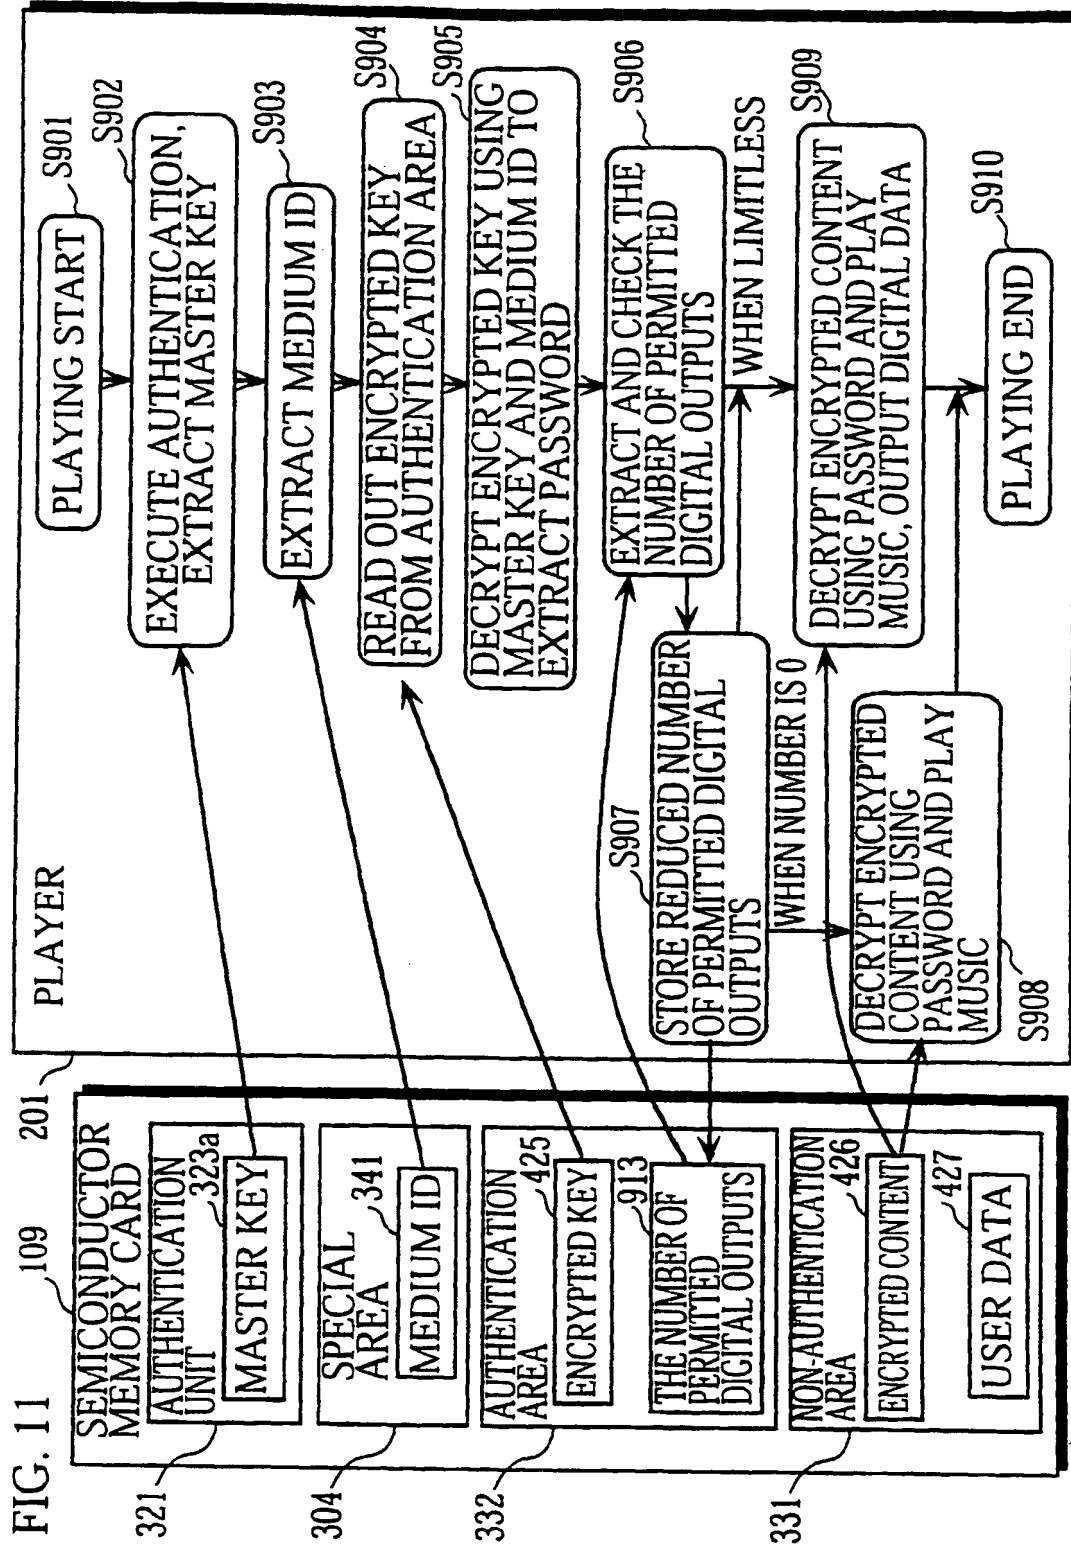 FIG. 11
109
201
SEMICONDUCTOR
MEMORY CARD
321
AUTHENTICATION
UNIT
323a
MASTER KEY
304
SPECIAL
AREA
341
MEDIUM ID
332
AUTHENTICATION
AREA
425
ENCRYPTED KEY
913
THE NUMBER OF
PERMITTED
DIGITAL OUTPUTS
331
NON-AUTHENTICATION
AREA
426
ENCRYPTED CONTENT
427
USER DATA
PLAYER
PLAYING START
S901
S902
EXECUTE AUTHENTICATION,
EXTRACT MASTER KEY
S903
EXTRACT MEDIUM ID
S904
READ OUT ENCRYPTED KEY
FROM AUTHENTICATION AREA
S905
DECRYPT ENCRYPTED KEY USING
MASTER KEY AND MEDIUM ID TO
EXTRACT PASSWORD
S906
EXTRACT AND CHECK THE
NUMBER OF PERMITTED
DIGITAL OUTPUTS
S907
STORE REDUCED NUMBER
OF PERMITTED DIGITAL
OUTPUTS
WHEN LIMITLESS
WHEN NUMBER IS 0
S909
DECRYPT ENCRYPTED CONTENT
USING PASSWORD AND PLAY
MUSIC, OUTPUT DIGITAL DATA
DECRYPT ENCRYPTED
CONTENT USING
PASSWORD AND PLAY
MUSIC
S908
PLAYING END
S910